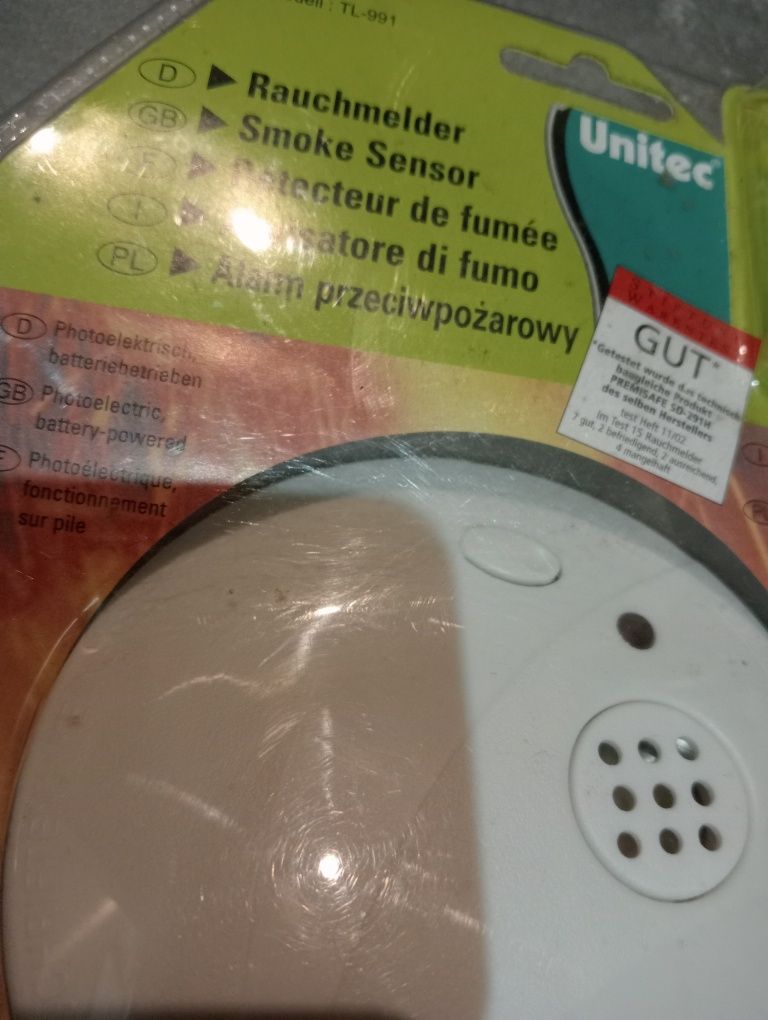 TL-991
D Rauchmelder
GB Smoke Sensor
F Détecteur de fumée
I di fumo
PL Alarm przeciwpożarowy
Unitec
D Photoelektrisch,
batteriebetrieben
GB Photoelectric,
battery-powered
F Photoélectrique,
fonctionnement
sur pile
GUT*
*Getestet wurde das technisch
baugleiche Produkt
PREMISAFE SD-291H
des selben Herstellers
test Heft 11/02
Im Test 15 Rauchmelder
7 gut, 2 befriedigend, 2 ausreichend,
4 mangelhaft